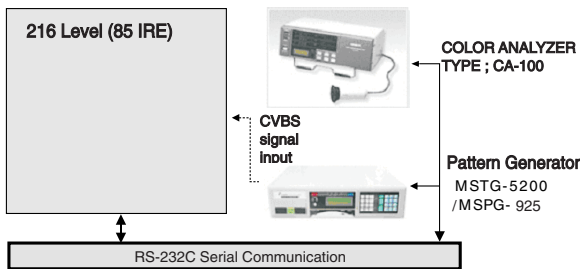 216 Level (85 IRE)
COLOR ANALYZER
TYPE ; CA-100
CVBS
signal
input
Pattern Generator
MSTG-5200
/MSPG- 925
RS-232C Serial Communication